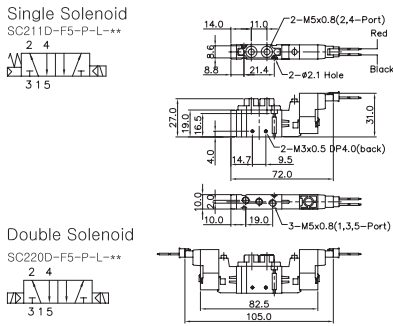 Single Solenoid
SC211D-F5-P-L-**
2 4
3 1 5
14.0
11.0
2-M5x0.8(2,4-Port)
Red
8.6
Black
8.8
21.4
2-ø2.1 Hole
27.0
19.0
16.5
4.0
31.0
2-M3x0.5 DP4.0(back)
14.7
9.5
72.0
10.0
2.0
10.0
19.0
3-M5x0.8(1,3,5-Port)
Double Solenoid
SC220D-F5-P-L-**
2 4
3 1 5
82.5
105.0